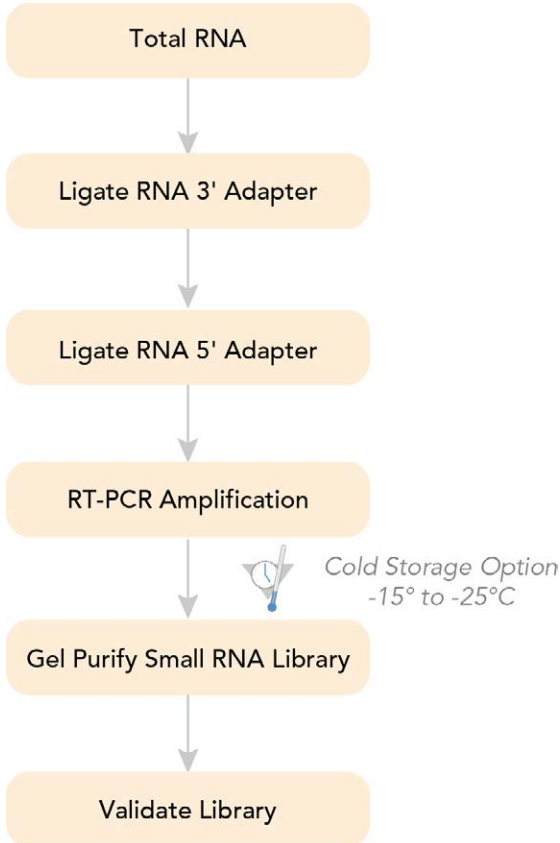 Total RNA
Ligate RNA 3' Adapter
Ligate RNA 5' Adapter
RT-PCR Amplification
Cold Storage Option
-15° to -25°C
Gel Purify Small RNA Library
Validate Library